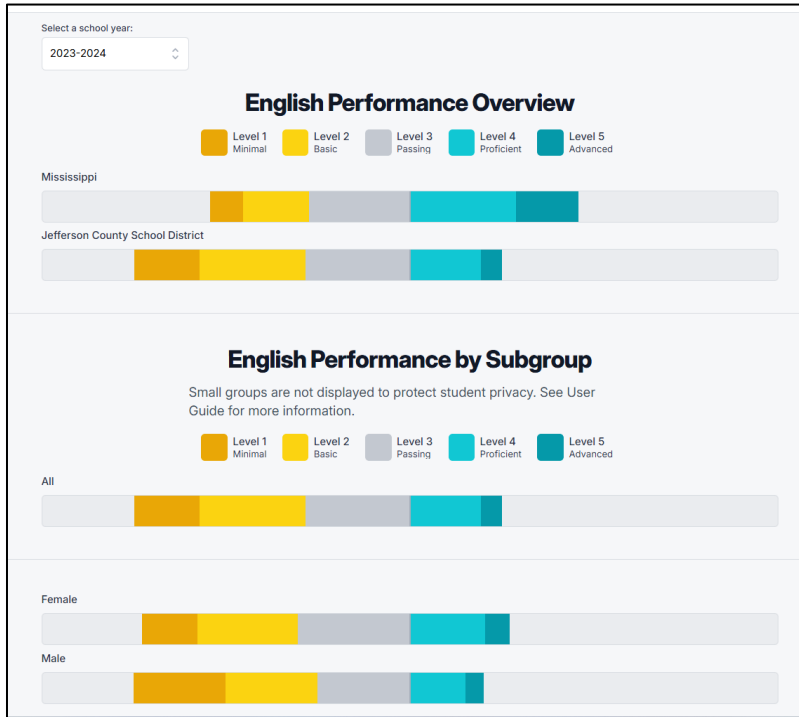 Select a school year:
2023-2024
English Performance Overview
Level 1 Level 2 Level 3 Level 4 Level 5
Minimal Basic Passing Proficient Advanced
Mississippi
Jefferson County School District
English Performance by Subgroup
Small groups are not displayed to protect student privacy. See User
Guide for more information.
Level 1 Level 2 Level 3 Level 4 Level 5
Minimal Basic Passing Proficient Advanced
All
Female
Male